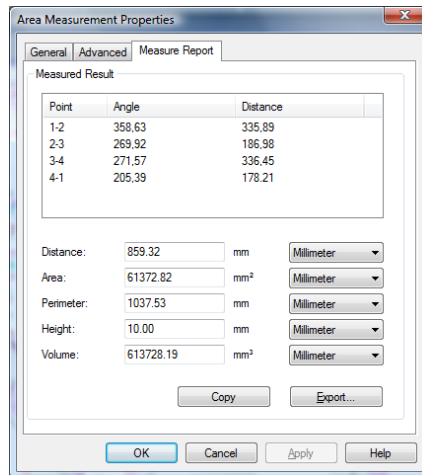 Area Measurement Properties
General Advanced Measure Report
Measured Result
Point Angle Distance
1-2 358,63 335,89
2-3 269,92 186,98
3-4 271,57 336,45
4-1 205,39 178.21
Distance: 859.32 mm Millimeter
Area: 61372.82 mm² Millimeter
Perimeter: 1037.53 mm Millimeter
Height: 10.00 mm Millimeter
Volume: 613728.19 mm³ Millimeter
Copy Export...
OK Cancel Apply Help